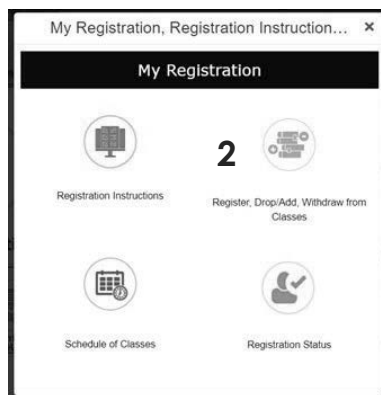 My Registration, Registration Instruction... ×
My Registration
2
Registration Instructions
Register, Drop/Add, Withdraw from
Classes
Schedule of Classes
Registration Status